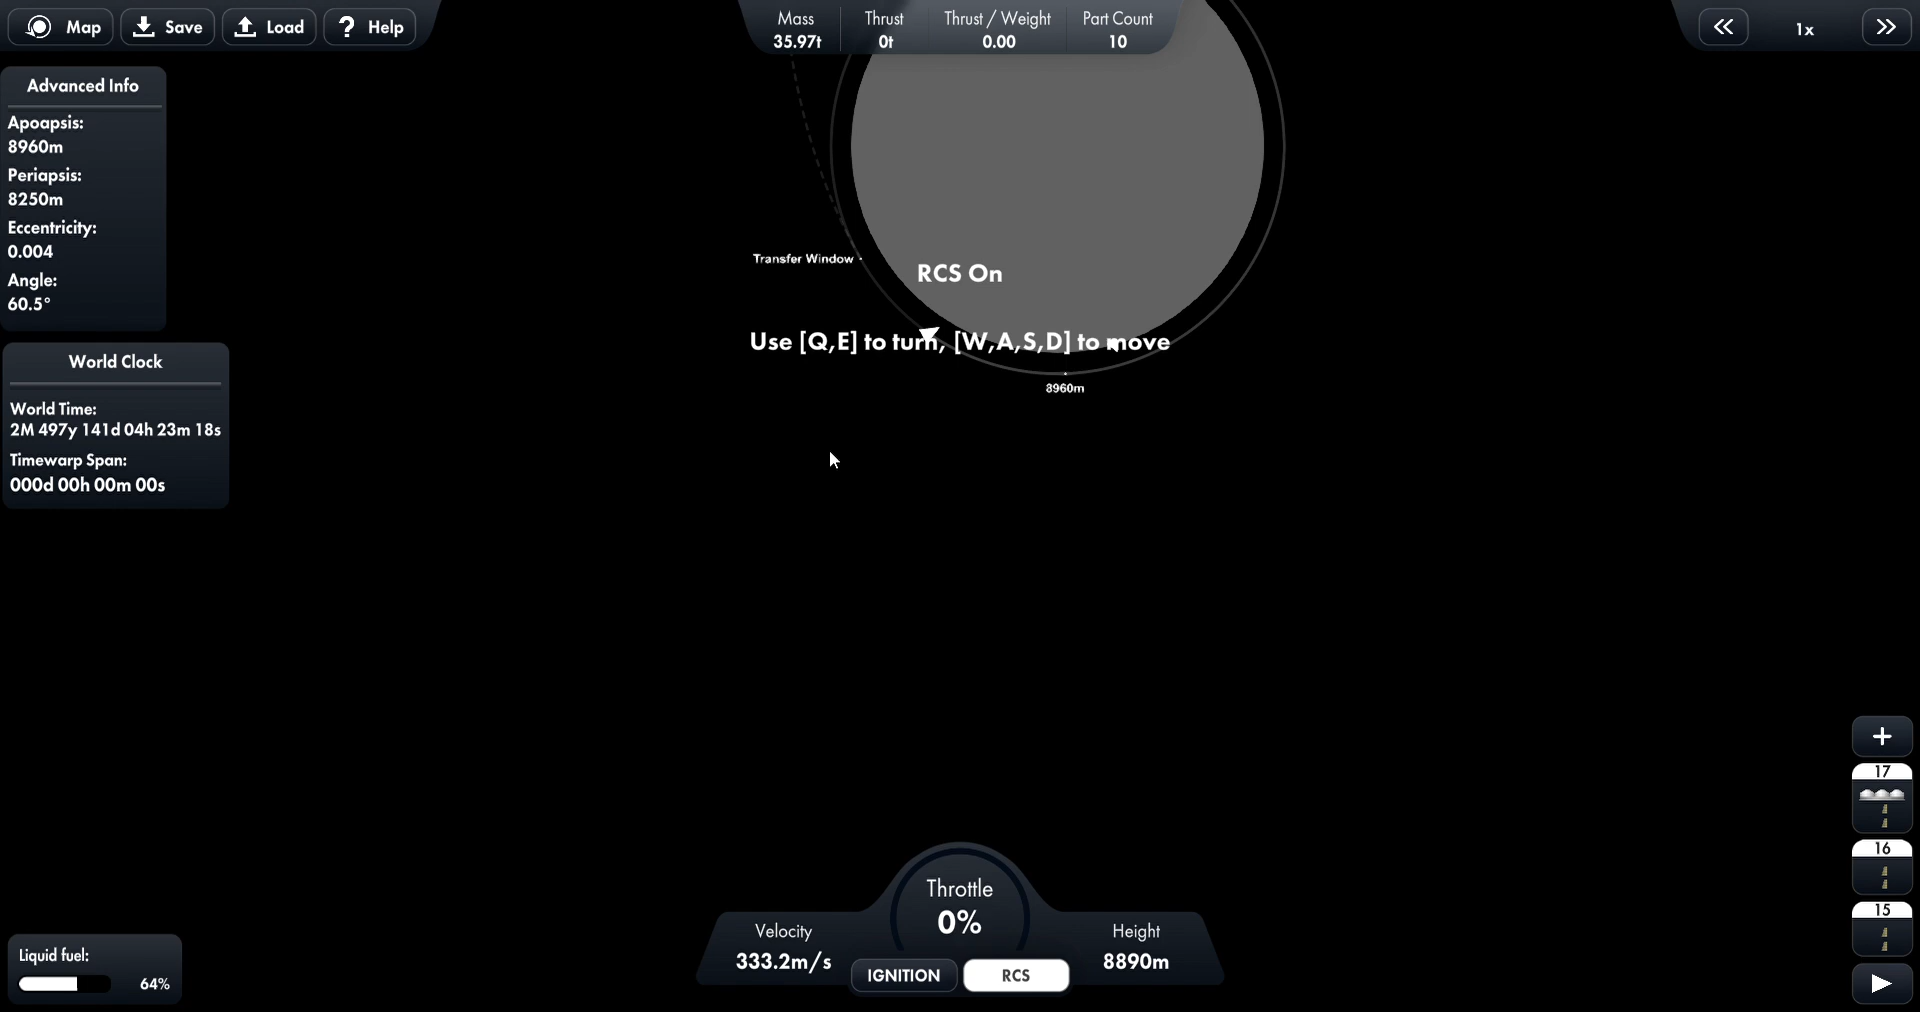 Map
Save
Load
Help
Mass
35.97t
Thrust
0t
Thrust / Weight
0.00
Part Count
10
1x
Advanced Info
Apoapsis:
8960m
Periapsis:
8250m
Eccentricity:
0.004
Angle:
60.5°
World Clock
World Time:
2M 497y 141d 04h 23m 18s
Timewarp Span:
000d 00h 00m 00s
Transfer Window
RCS On
Use [Q,E] to turn, [W,A,S,D] to move
8960m
17
16
15
Throttle
0%
Velocity
333.2m/s
Height
8890m
IGNITION
RCS
Liquid fuel:
64%